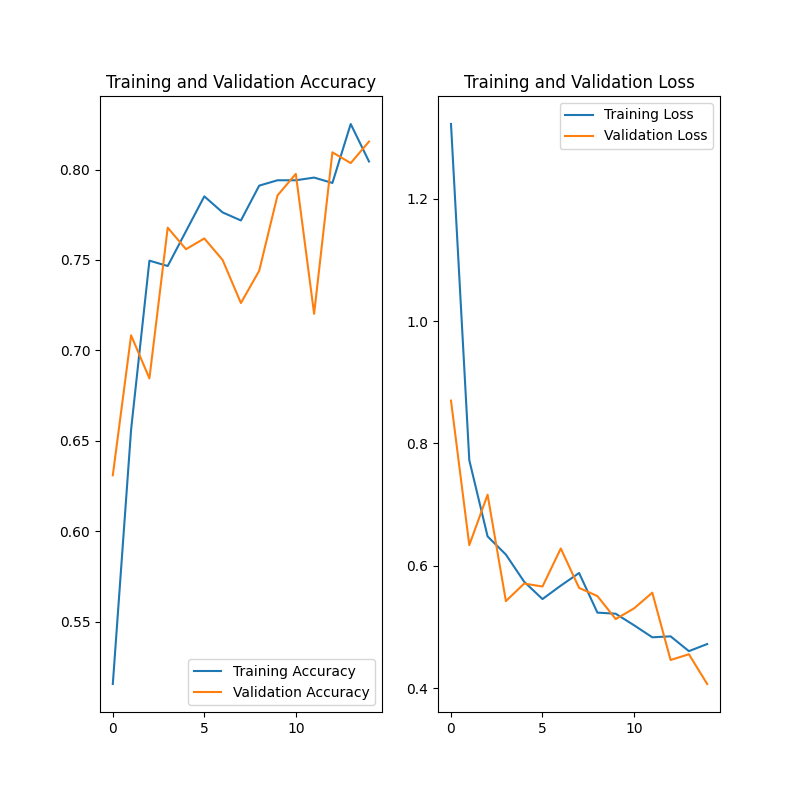 Training and Validation Accuracy
0.80
0.75
0.70
0.65
0.60
0.55
Training Accuracy
Validation Accuracy
0
5
10
Training and Validation Loss
Training Loss
Validation Loss
1.2
1.0
0.8
0.6
0.4
0
5
10